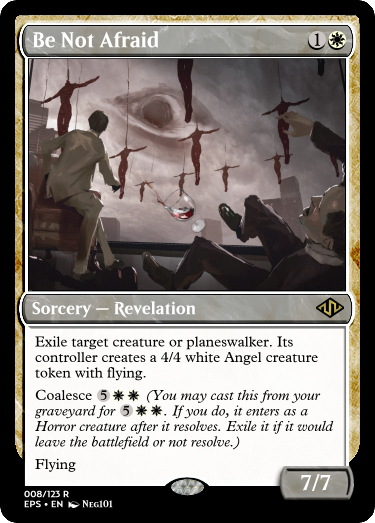 Be Not Afraid 1
Sorcery — Revelation
Exile target creature or planeswalker. Its
controller creates a 4/4 white Angel creature
token with flying.
Coalesce 5 (You may cast this from your
graveyard for 5. If you do, it enters as a
Horror creature after it resolves. Exile it if it would
leave the battlefield or not resolve.)
Flying
7/7
008/123 R
EPS • EN Neg101